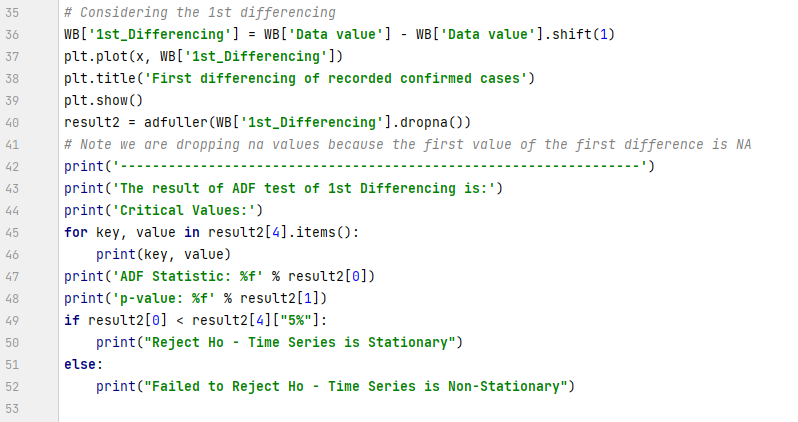 35 # Considering the 1st differencing
36 WB['1st_Differencing'] = WB['Data value'] - WB['Data value'].shift(1)
37 plt.plot(x, WB['1st_Differencing'])
38 plt.title('First differencing of recorded confirmed cases')
39 plt.show()
40 result2 = adfuller(WB['1st_Differencing'].dropna())
41 # Note we are dropping na values because the first value of the first difference is NA
42 print('-----------------------------------------------------------------')
43 print('The result of ADF test of 1st Differencing is:')
44 print('Critical Values:')
45 for key, value in result2[4].items():
46     print(key, value)
47 print('ADF Statistic: %f' % result2[0])
48 print('p-value: %f' % result2[1])
49 if result2[0] < result2[4]["5%"]:
50     print("Reject Ho - Time Series is Stationary")
51 else:
52     print("Failed to Reject Ho - Time Series is Non-Stationary")
53